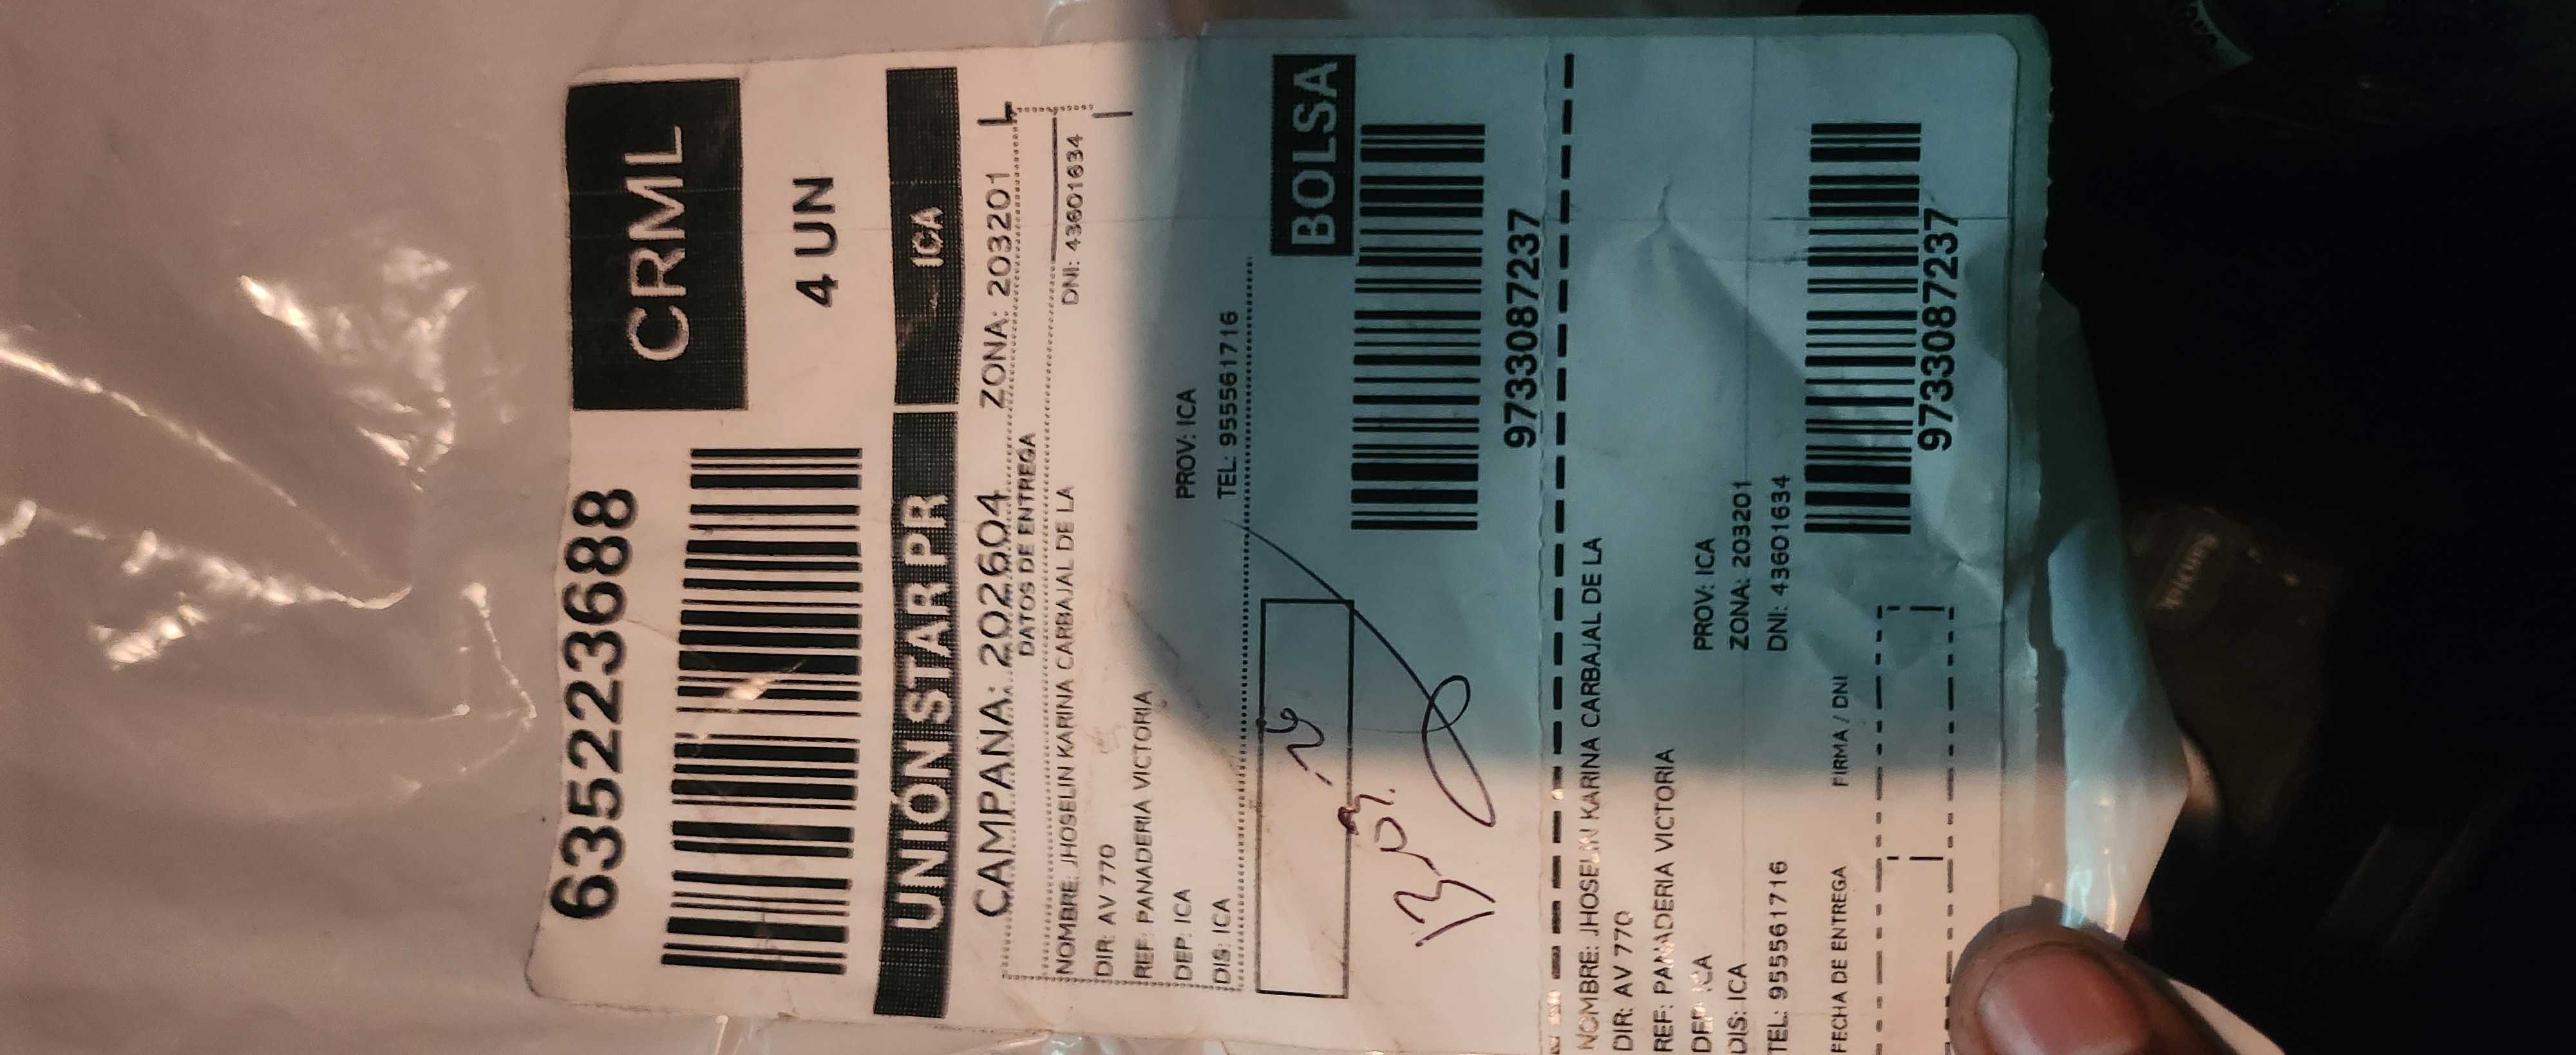 6352223688
CRML
4 UN
UNIÓN STAR PR
ICA
CAMPAÑA: 202604 ZONA: 203201 L
DATOS DE ENTREGA
NOMBRE: JHOSELIN KARINA CARBAJAL DE LA
DNI: 43601634
DIR: AV 770
REF: PANADERIA VICTORIA
DEP: ICA PROV: ICA
DIS: ICA TEL: 955561716
BOLSA
9733087237
NOMBRE: JHOSELIN KARINA CARBAJAL DE LA
DIR: AV 770
REF: PANADERIA VICTORIA
DEP: ICA PROV: ICA
DIS: ICA ZONA: 203201
TEL: 955561716 DNI: 43601634
FECHA DE ENTREGA FIRMA / DNI
9733087237